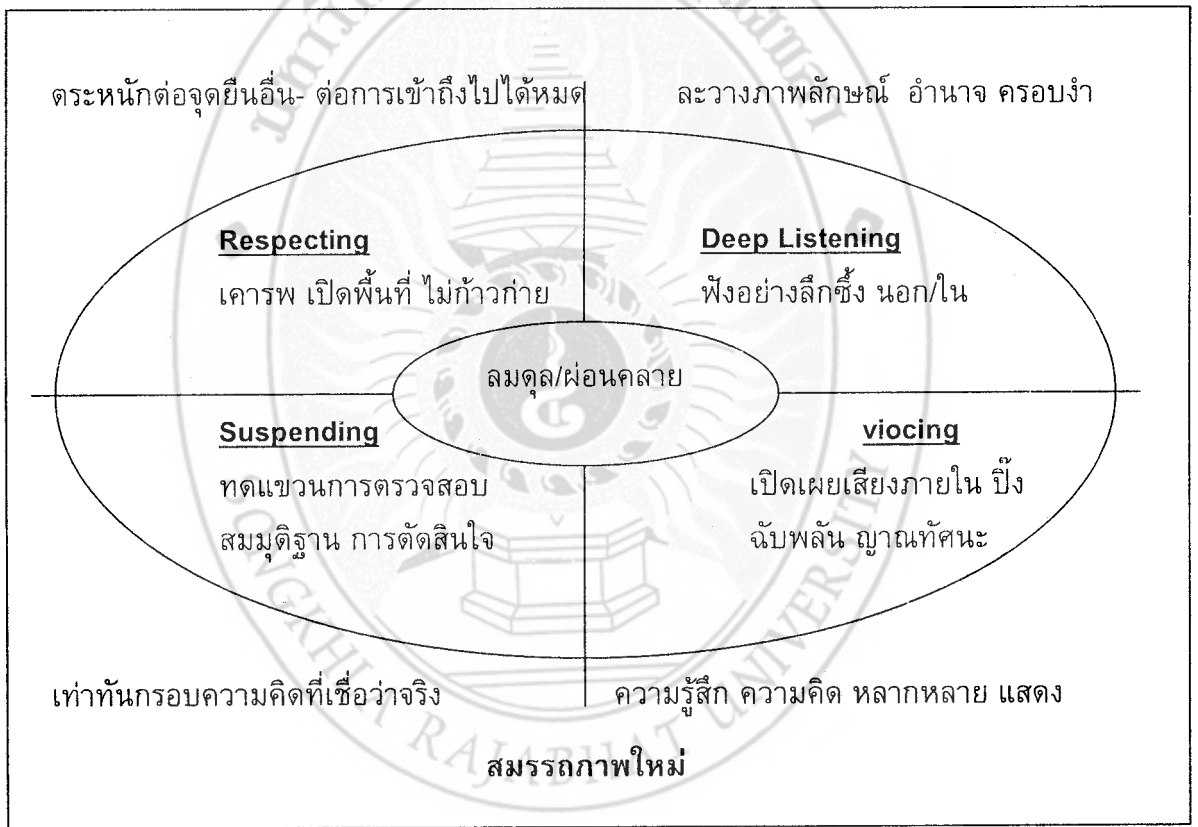 ตระหนักต่อจุดยืนอื่น- ต่อการเข้าถึงไปได้หมด
ละวางภาพลักษณ์ อำนาจ ครอบงำ
Respecting
เคารพ เปิดพื้นที่ ไม่ก้าวก่าย
Deep Listening
ฟังอย่างลึกซึ้ง นอก/ใน
ลมดุล/ผ่อนคลาย
Suspending
ทดแขวนการตรวจสอบ
สมมุติฐาน การตัดสินใจ
viocing
เปิดเผยเสียงภายใน ปิ๊ง
ฉับพลัน ญาณทัศนะ
เท่าทันกรอบความคิดที่เชื่อว่าจริง
ความรู้สึก ความคิด หลากหลาย แสดง
สมรรถภาพใหม่
SONGKHLA RAJABHAT UNIVERSITY